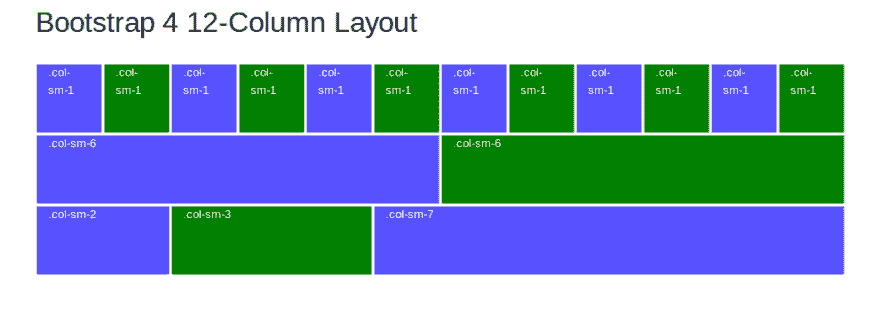 Bootstrap 4 12-Column Layout
.col- .col- .col- .col- .col- .col- .col- .col- .col- .col- .col- .col-
sm-1 sm-1 sm-1 sm-1 sm-1 sm-1 sm-1 sm-1 sm-1 sm-1 sm-1 sm-1
.col-sm-6 .col-sm-6
.col-sm-2 .col-sm-3 .col-sm-7